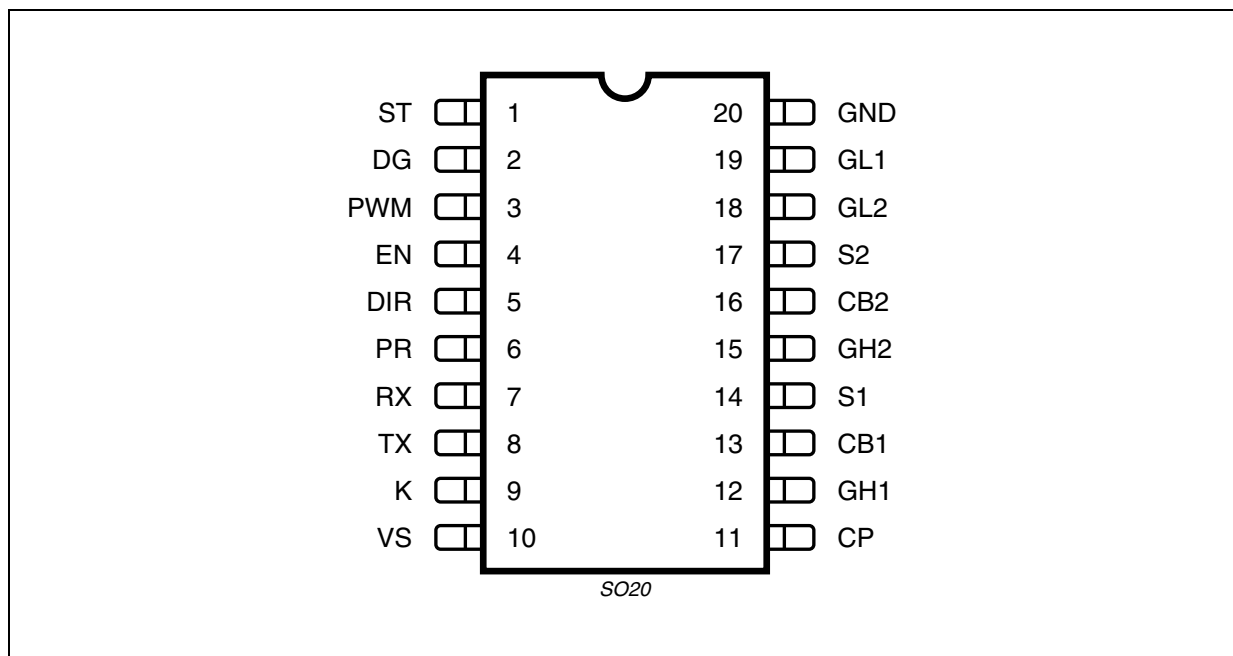 ST 1 20 GND
DG 2 19 GL1
PWM 3 18 GL2
EN 4 17 S2
DIR 5 16 CB2
PR 6 15 GH2
RX 7 14 S1
TX 8 13 CB1
K 9 12 GH1
VS 10 11 CP
SO20